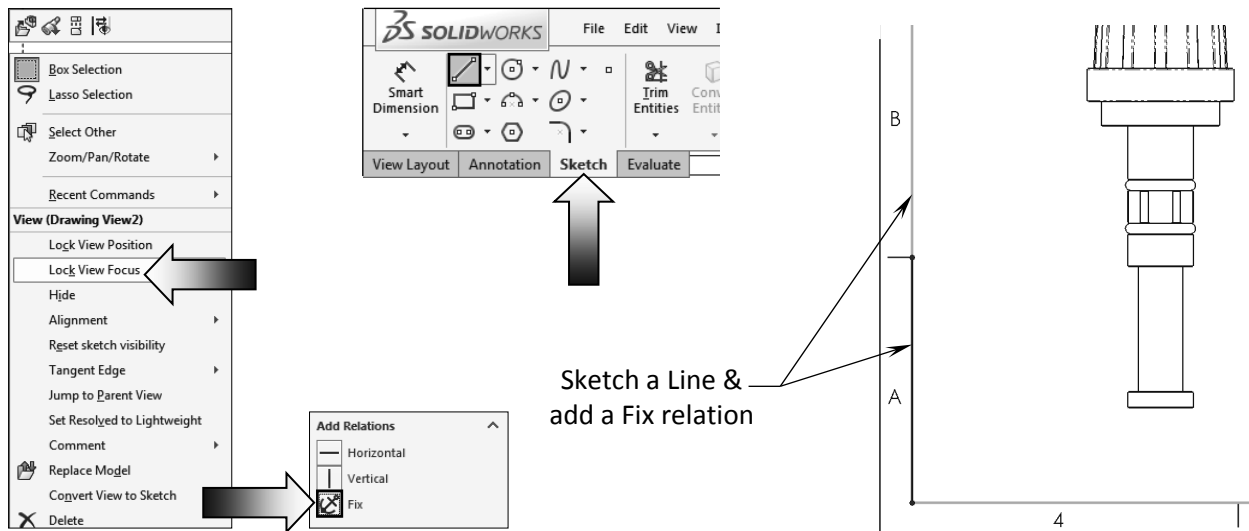 Box Selection
Lasso Selection
Select Other
Zoom/Pan/Rotate
Recent Commands
View (Drawing View2)
Lock View Position
Lock View Focus
Hide
Alignment
Reset sketch visibility
Tangent Edge
Jump to Parent View
Set Resolved to Lightweight
Comment
Replace Model
Convert View to Sketch
Delete
SOLIDWORKS File Edit View I
Smart
Dimension
Trim
Entities
Conv
Entit
View Layout Annotation Sketch Evaluate
Add Relations
Horizontal
Vertical
Fix
Sketch a Line &
add a Fix relation
B
A
4